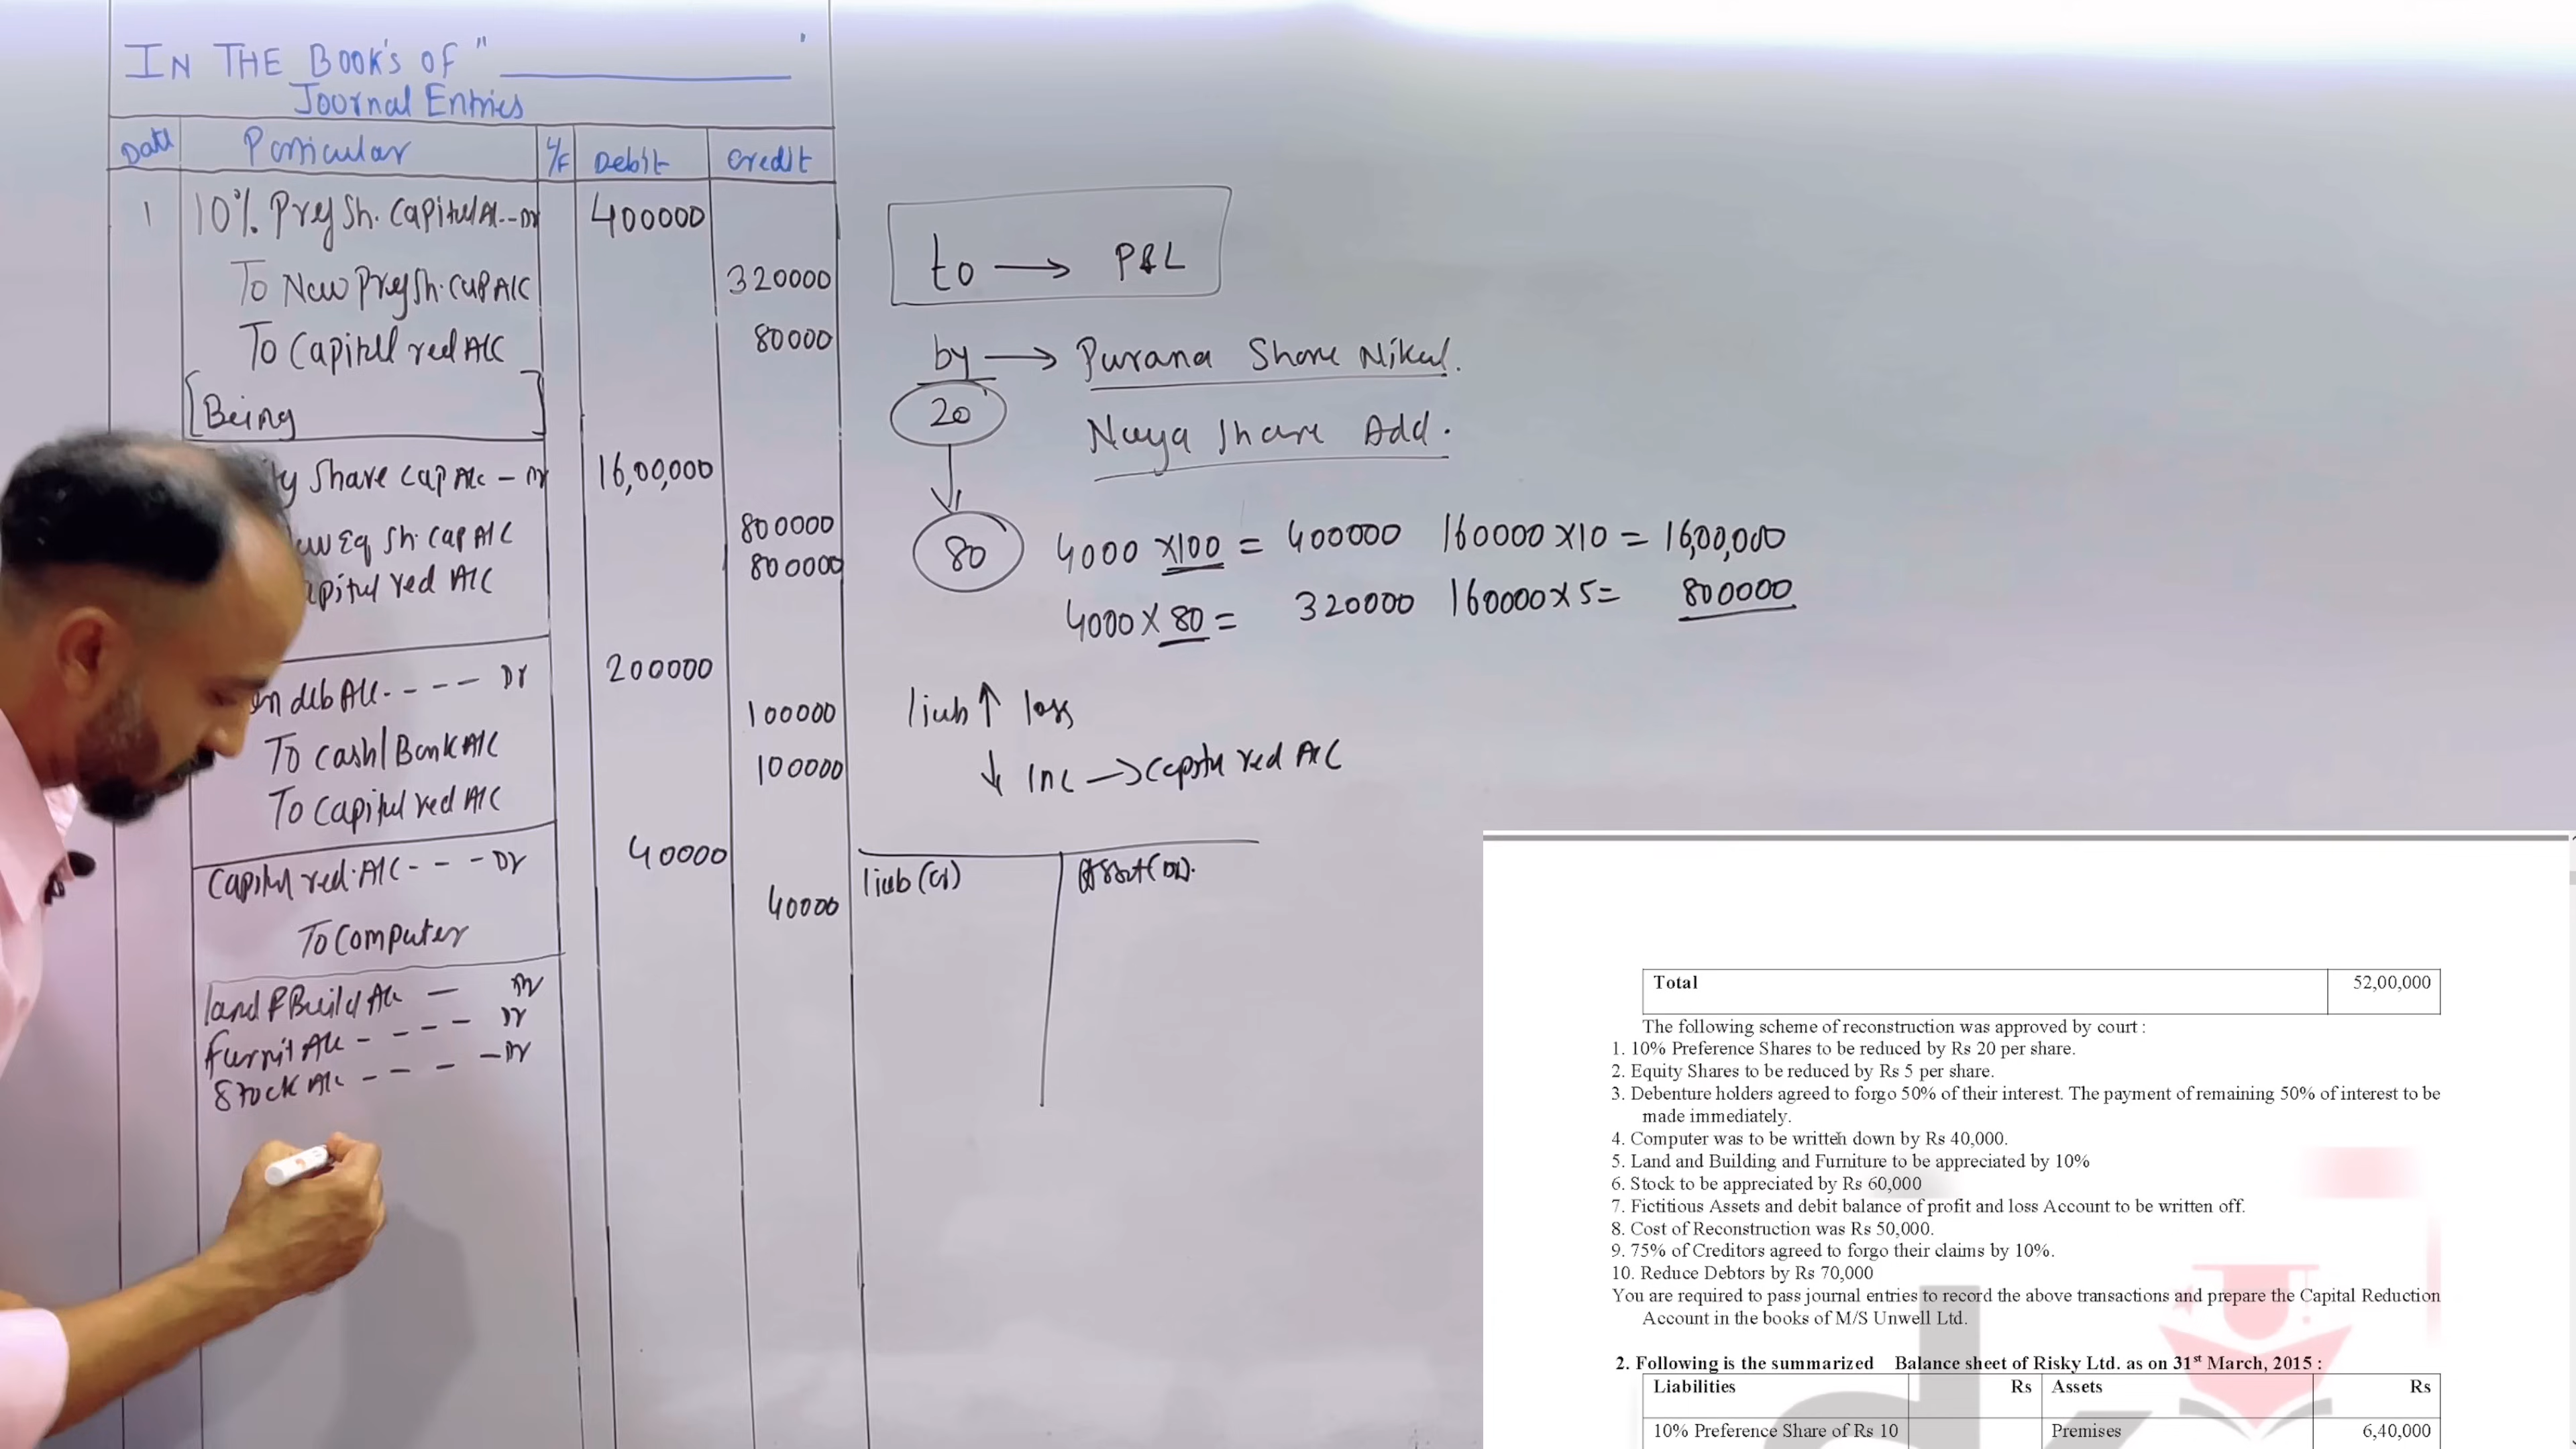 IN THE BOOK'S OF " ____________ '
Journal Entries
Date Particular L/F Debit Credit
1 10% Pref Sh. Capital A/c -- Dr 400000
To New Pref Sh. Cap A/C 320000
To Capital red A/C 80000
[Being ]
ty Share Cap A/c - Dr 16,00,000
ew Eq Sh. Cap A/C 800000
apital red A/C 800000
on deb A/c - - - - Dr 200000
To cash/Bank A/C 100000
To Capital red A/C 100000
Capital red. A/C - - - Dr 40000
To Computer 40000
land & Build A/c — Dr
furnit A/c - - - - Dr
Stock A/c - - - - Dr
to → P&L
by → Purana Share Nikal.
20 Naya Share Add.
80
4000 ×100 = 400000 160000 ×10 = 16,00,000
4000 × 80 = 320000 160000 × 5 = 800000
liab ↑ loss
↓ Inc → Capital red A/C
liab (Cr) Asset (Dr).
Total 52,00,000
The following scheme of reconstruction was approved by court :
1. 10% Preference Shares to be reduced by Rs 20 per share.
2. Equity Shares to be reduced by Rs 5 per share.
3. Debenture holders agreed to forgo 50% of their interest. The payment of remaining 50% of interest to be
made immediately.
4. Computer was to be written down by Rs 40,000.
5. Land and Building and Furniture to be appreciated by 10%
6. Stock to be appreciated by Rs 60,000
7. Fictitious Assets and debit balance of profit and loss Account to be written off.
8. Cost of Reconstruction was Rs 50,000.
9. 75% of Creditors agreed to forgo their claims by 10%.
10. Reduce Debtors by Rs 70,000
You are required to pass journal entries to record the above transactions and prepare the Capital Reduction
Account in the books of M/S Unwell Ltd.
2. Following is the summarized Balance sheet of Risky Ltd. as on 31st March, 2015 :
Liabilities Rs Assets Rs
10% Preference Share of Rs 10 Premises 6,40,000